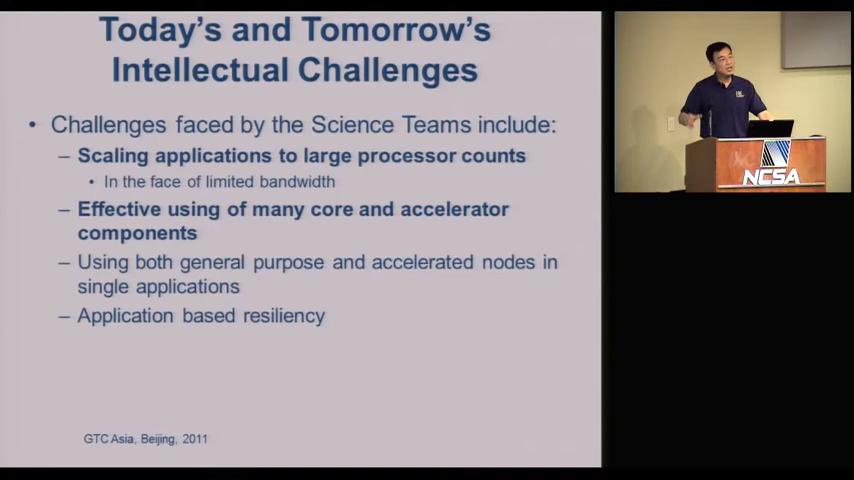 Today's and Tomorrow's
Intellectual Challenges
• Challenges faced by the Science Teams include:
– Scaling applications to large processor counts
• In the face of limited bandwidth
– Effective using of many core and accelerator
components
– Using both general purpose and accelerated nodes in
single applications
– Application based resiliency
GTC Asia, Beijing, 2011
NCSA